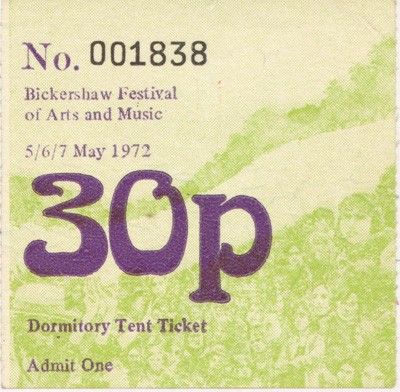 No. 001838
Bickershaw Festival
of Arts and Music
5/6/7 May 1972
30p
Dormitory Tent Ticket
Admit One